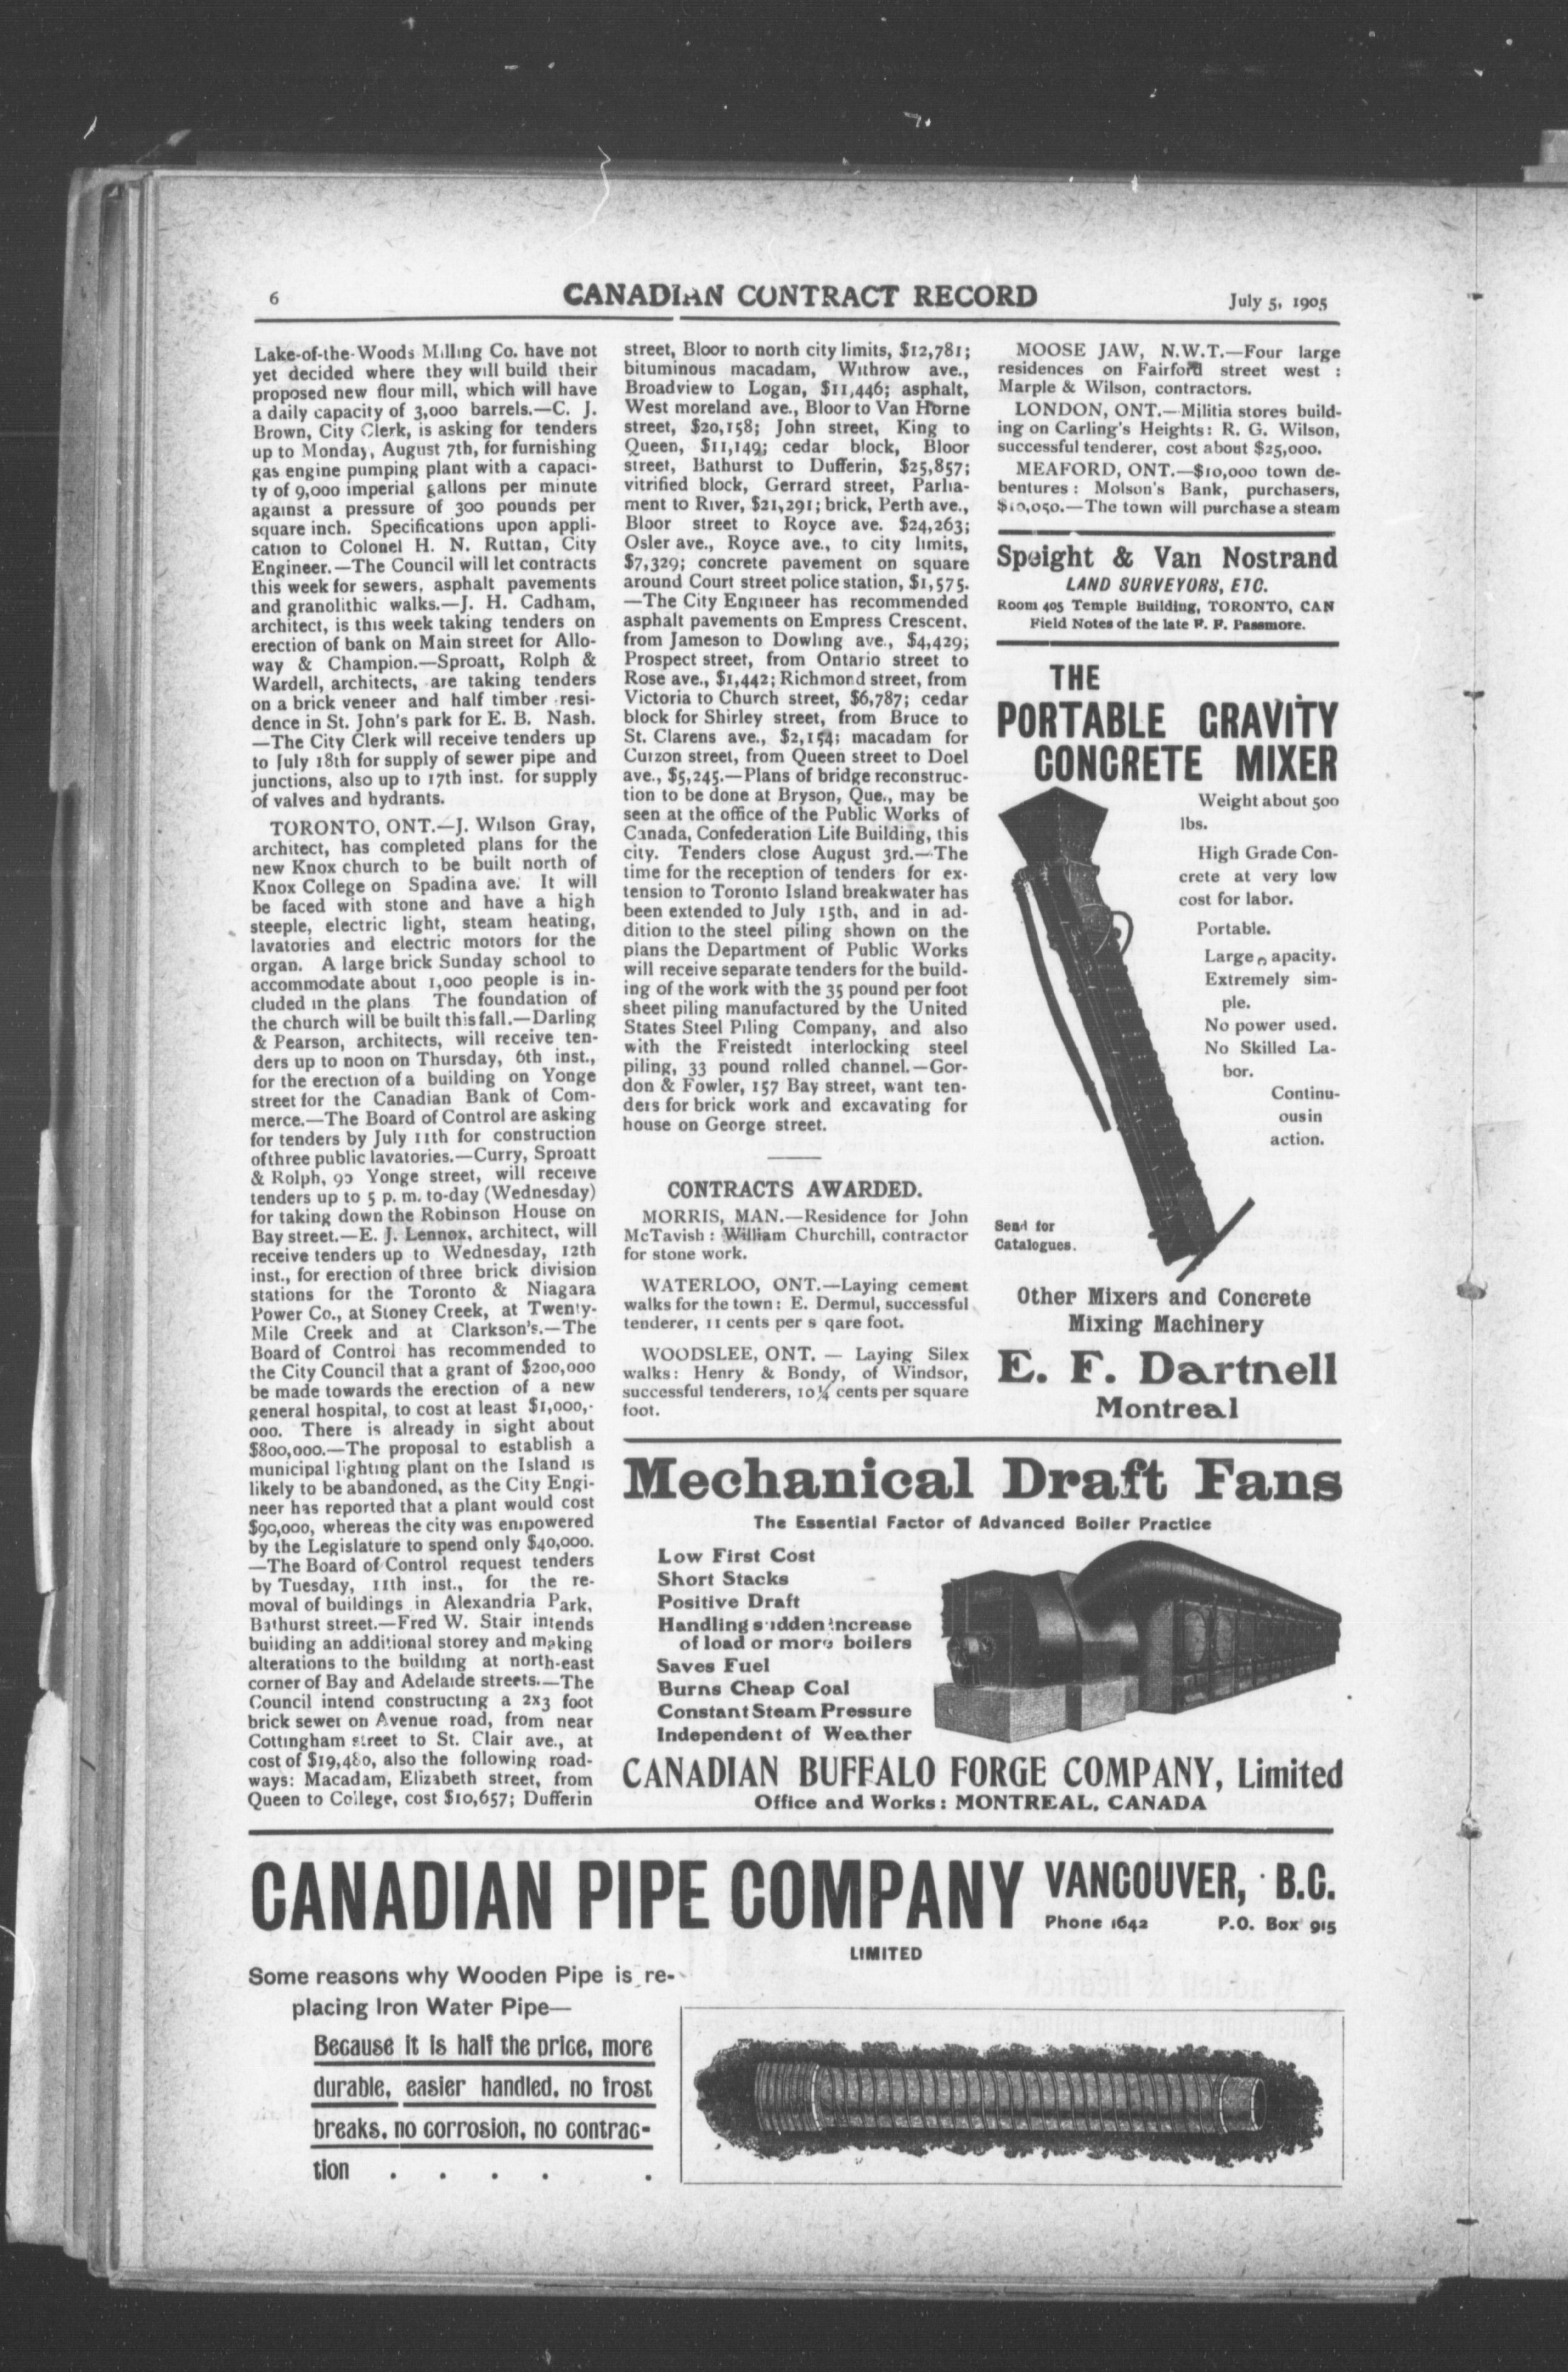 6
CANADIAN CONTRACT RECORD
July 5, 1905
Lake-of-the-Woods Milling Co. have not
yet decided where they will build their
proposed new flour mill, which will have
a daily capacity of 3,000 barrels.—C. J.
Brown, City Clerk, is asking for tenders
up to Monday, August 7th, for furnishing
gas engine pumping plant with a capaci-
ty of 9,000 imperial gallons per minute
against a pressure of 300 pounds per
square inch. Specifications upon appli-
cation to Colonel H. N. Ruttan, City
Engineer.—The Council will let contracts
this week for sewers, asphalt pavements
and granolithic walks.—J. H. Cadham,
architect, is this week taking tenders on
erection of bank on Main street for Allo-
way & Champion.—Sproatt, Rolph &
Wardell, architects, are taking tenders
on a brick veneer and half timber resi-
dence in St. John's park for E. B. Nash.
—The City Clerk will receive tenders up
to July 18th for supply of sewer pipe and
junctions, also up to 17th inst. for supply
of valves and hydrants.
TORONTO, ONT.—J. Wilson Gray,
architect, has completed plans for the
new Knox church to be built north of
Knox College on Spadina ave. It will
be faced with stone and have a high
steeple, electric light, steam heating,
lavatories and electric motors for the
organ. A large brick Sunday school to
accommodate about 1,000 people is in-
cluded in the plans The foundation of
the church will be built this fall.—Darling
& Pearson, architects, will receive ten-
ders up to noon on Thursday, 6th inst.,
for the erection of a building on Yonge
street for the Canadian Bank of Com-
merce.—The Board of Control are asking
for tenders by July 11th for construction
of three public lavatories.—Curry, Sproatt
& Rolph, 90 Yonge street, will receive
tenders up to 5 p. m. to-day (Wednesday)
for taking down the Robinson House on
Bay street.—E. J. Lennox, architect, will
receive tenders up to Wednesday, 12th
inst., for erection of three brick division
stations for the Toronto & Niagara
Power Co., at Stoney Creek, at Twenty-
Mile Creek and at Clarkson's.—The
Board of Control has recommended to
the City Council that a grant of $200,000
be made towards the erection of a new
general hospital, to cost at least $1,000,-
000. There is already in sight about
$800,000.—The proposal to establish a
municipal lighting plant on the Island is
likely to be abandoned, as the City Engi-
neer has reported that a plant would cost
$90,000, whereas the city was empowered
by the Legislature to spend only $40,000.
—The Board of Control request tenders
by Tuesday, 11th inst., for the re-
moval of buildings in Alexandria Park,
Bathurst street.—Fred W. Stair intends
building an additional storey and making
alterations to the building at north-east
corner of Bay and Adelaide streets.—The
Council intend constructing a 2x3 foot
brick sewer on Avenue road, from near
Cottingham street to St. Clair ave., at
cost of $19,480, also the following road-
ways: Macadam, Elizabeth street, from
Queen to College, cost $10,657; Dufferin
street, Bloor to north city limits, $12,781;
bituminous macadam, Withrow ave.,
Broadview to Logan, $11,446; asphalt,
West moreland ave., Bloor to Van Horne
street, $20,158; John street, King to
Queen, $11,149; cedar block, Bloor
street, Bathurst to Dufferin, $25,857;
vitrified block, Gerrard street, Parlia-
ment to River, $21,291; brick, Perth ave.,
Bloor street to Royce ave. $24,263;
Osler ave., Royce ave., to city limits,
$7,329; concrete pavement on square
around Court street police station, $1,575.
—The City Engineer has recommended
asphalt pavements on Empress Crescent,
from Jameson to Dowling ave., $4,429;
Prospect street, from Ontario street to
Rose ave., $1,442; Richmond street, from
Victoria to Church street, $6,787; cedar
block for Shirley street, from Bruce to
St. Clarens ave., $2,154; macadam for
Curzon street, from Queen street to Doel
ave., $5,245.—Plans of bridge reconstruc-
tion to be done at Bryson, Que., may be
seen at the office of the Public Works of
Canada, Confederation Life Building, this
city. Tenders close August 3rd.—The
time for the reception of tenders for ex-
tension to Toronto Island breakwater has
been extended to July 15th, and in ad-
dition to the steel piling shown on the
plans the Department of Public Works
will receive separate tenders for the build-
ing of the work with the 35 pound per foot
sheet piling manufactured by the United
States Steel Piling Company, and also
with the Freistedt interlocking steel
piling, 33 pound rolled channel.—Gor-
don & Fowler, 157 Bay street, want ten-
ders for brick work and excavating for
house on George street.
CONTRACTS AWARDED.
MORRIS, MAN.—Residence for John
McTavish : William Churchill, contractor
for stone work.
WATERLOO, ONT.—Laying cement
walks for the town : E. Dermul, successful
tenderer, 11 cents per s qare foot.
WOODSLEE, ONT. — Laying Silex
walks: Henry & Bondy, of Windsor,
successful tenderers, 10¼ cents per square
foot.
MOOSE JAW, N.W.T.—Four large
residences on Fairford street west :
Marple & Wilson, contractors.
LONDON, ONT.—Militia stores build-
ing on Carling's Heights: R. G. Wilson,
successful tenderer, cost about $25,000.
MEAFORD, ONT.—$10,000 town de-
bentures : Molson's Bank, purchasers,
$10,050.—The town will purchase a steam
Speight & Van Nostrand
LAND SURVEYORS, ETC.
Room 405 Temple Building, TORONTO, CAN
Field Notes of the late F. F. Passmore.
THE
PORTABLE GRAVITY
CONCRETE MIXER
Weight about 500
lbs.
High Grade Con-
crete at very low
cost for labor.
Portable.
Large apacity.
Extremely sim-
ple.
No power used.
No Skilled La-
bor.
Continu-
ous in
action.
Send for
Catalogues.
Other Mixers and Concrete
Mixing Machinery
E. F. Dartnell
Montreal
Mechanical Draft Fans
The Essential Factor of Advanced Boiler Practice
Low First Cost
Short Stacks
Positive Draft
Handling sudden increase
of load or more boilers
Saves Fuel
Burns Cheap Coal
Constant Steam Pressure
Independent of Weather
CANADIAN BUFFALO FORGE COMPANY, Limited
Office and Works: MONTREAL, CANADA
CANADIAN PIPE COMPANY
LIMITED
VANCOUVER, B.C.
Phone 1642 P.O. Box 915
Some reasons why Wooden Pipe is re-
placing Iron Water Pipe—
Because it is half the price, more
durable, easier handled, no frost
breaks, no corrosion, no contrac-
tion . . . . .